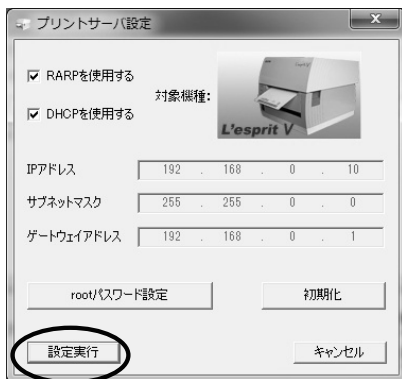 プリントサーバ設定
RARPを使用する
DHCPを使用する
対象機種:
L'esprit V
IPアドレス 192 . 168 . 0 . 10
サブネットマスク 255 . 255 . 0 . 0
ゲートウェイアドレス 192 . 168 . 0 . 1
rootパスワード設定 初期化
設定実行 キャンセル